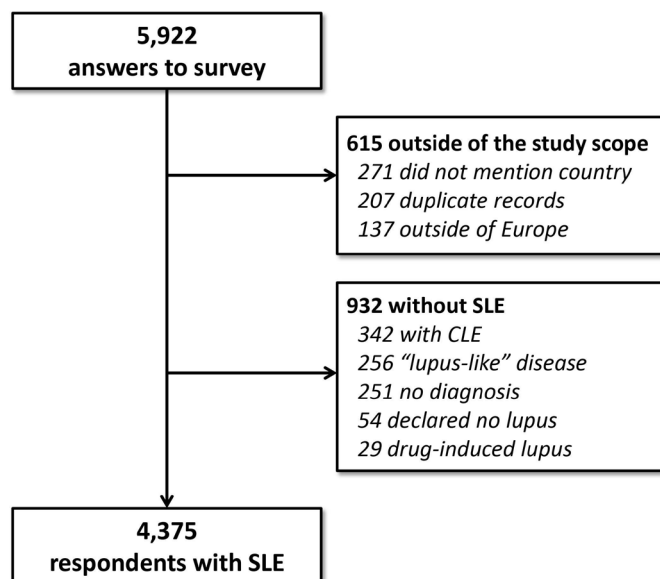 5,922
answers to survey
615 outside of the study scope
271 did not mention country
207 duplicate records
137 outside of Europe
932 without SLE
342 with CLE
256 “lupus-like” disease
251 no diagnosis
54 declared no lupus
29 drug-induced lupus
4,375
respondents with SLE